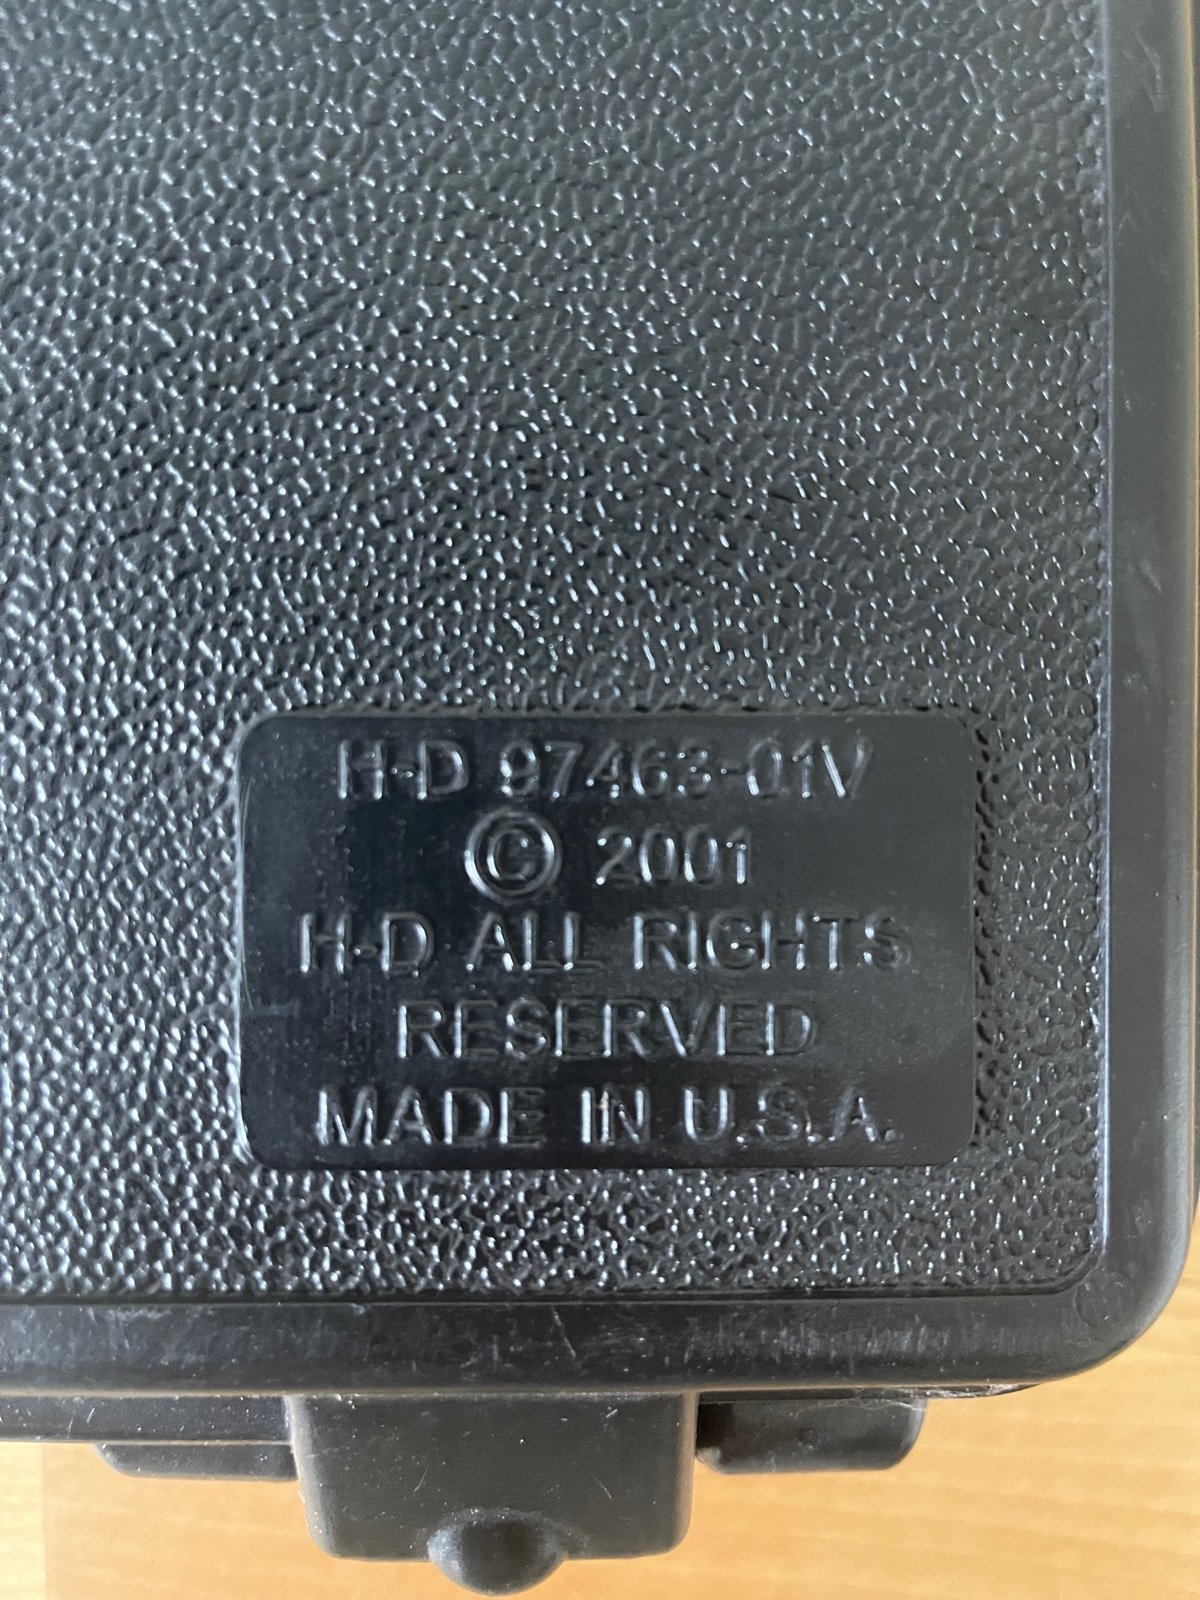 H-D 97463-01V
© 2001
H-D ALL RIGHTS
RESERVED
MADE IN U.S.A.